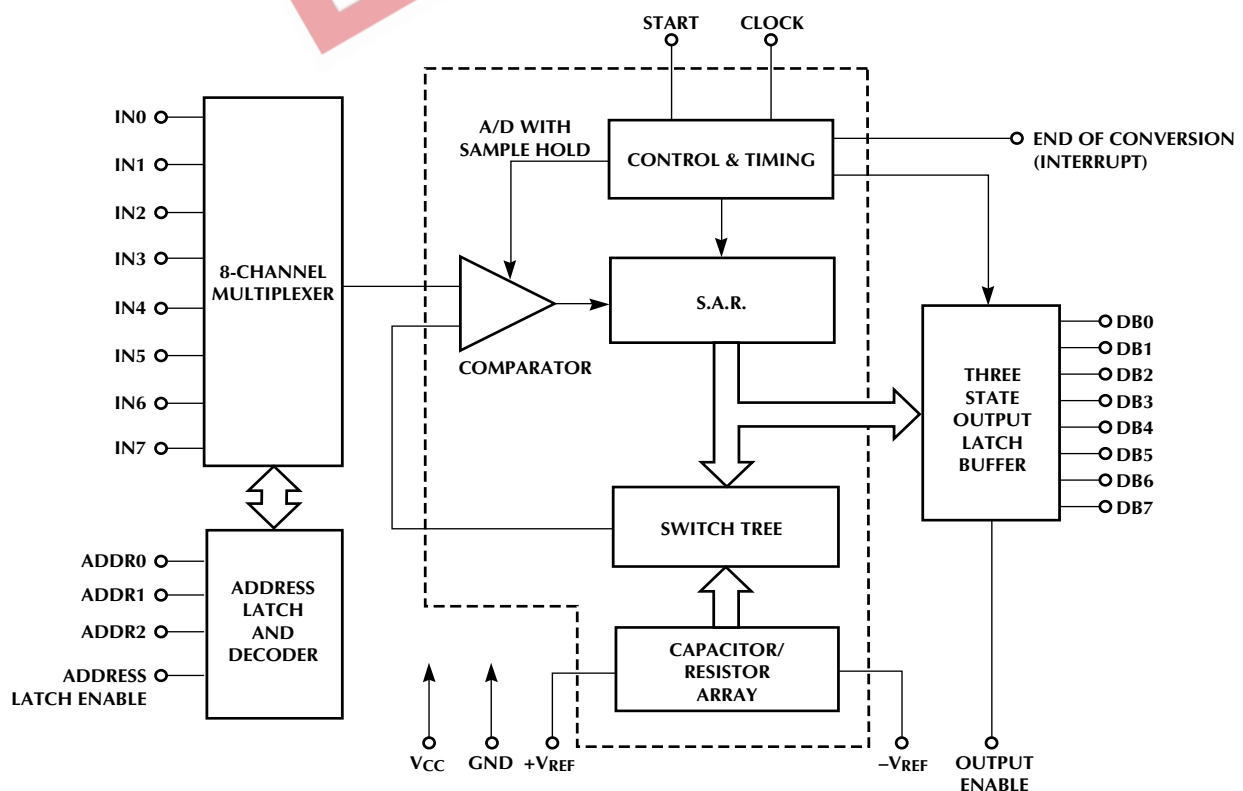 START
CLOCK
IN0
IN1
IN2
IN3
IN4
IN5
IN6
IN7
8-CHANNEL
MULTIPLEXER
A/D WITH
SAMPLE HOLD
CONTROL & TIMING
END OF CONVERSION
(INTERRUPT)
S.A.R.
COMPARATOR
THREE
STATE
OUTPUT
LATCH
BUFFER
DB0
DB1
DB2
DB3
DB4
DB5
DB6
DB7
SWITCH TREE
ADDR0
ADDR1
ADDR2
ADDRESS
LATCH ENABLE
ADDRESS
LATCH
AND
DECODER
CAPACITOR/
RESISTOR
ARRAY
VCC
GND
+VREF
–VREF
OUTPUT
ENABLE